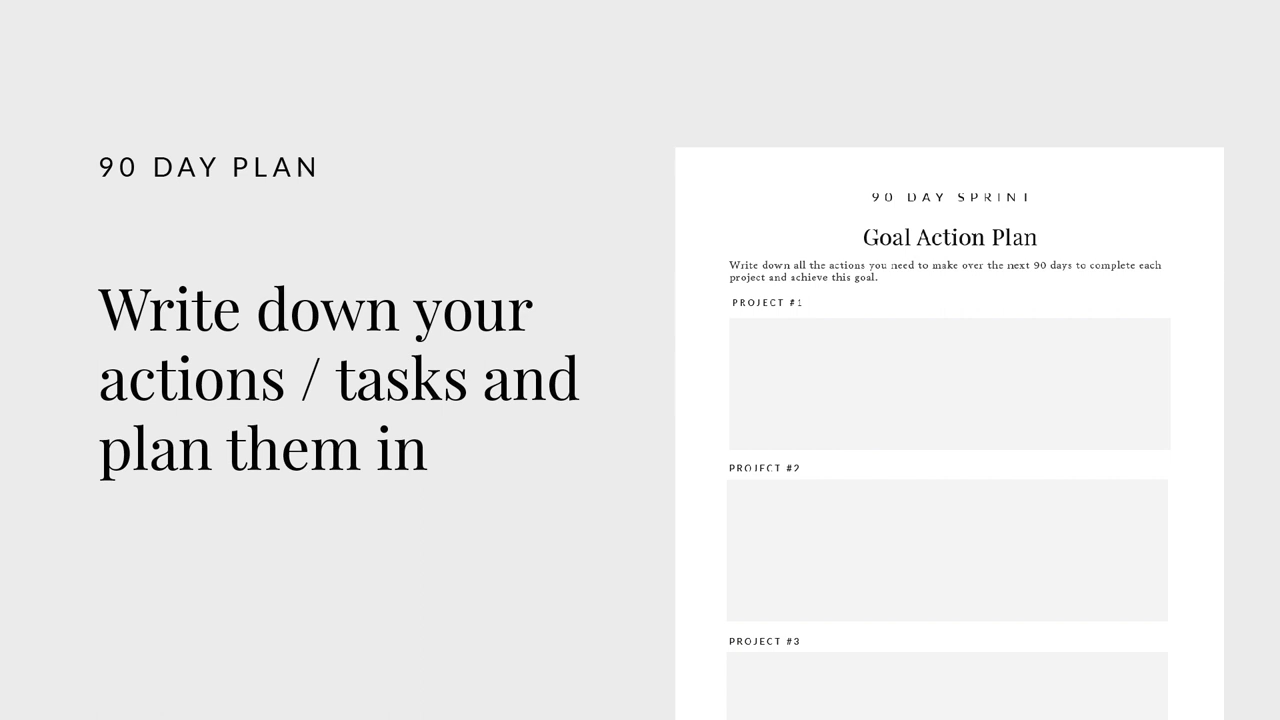 90 DAY PLAN
Write down your
actions / tasks and
plan them in
90 DAY SPRINT
Goal Action Plan
Write down all the actions you need to make over the next 90 days to complete each
project and achieve this goal.
PROJECT #1
PROJECT #2
PROJECT #3